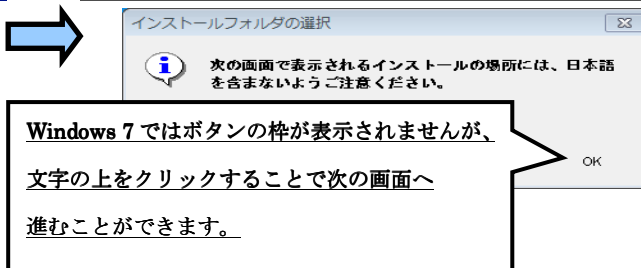 インストールフォルダの選択
次の画面で表示されるインストールの場所には、日本語
を含まないようご注意ください。
Windows 7 ではボタンの枠が表示されませんが、
文字の上をクリックすることで次の画面へ
進むことができます。
OK